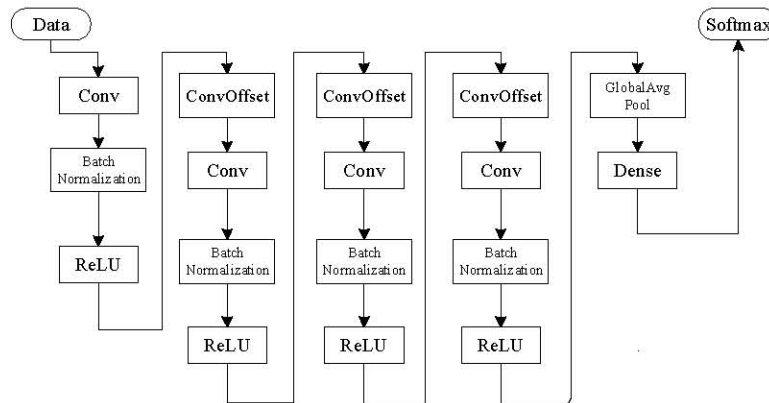 Data
Conv
Batch
Normalization
ReLU
ConvOffset
Conv
Batch
Normalization
ReLU
ConvOffset
Conv
Batch
Normalization
ReLU
ConvOffset
Conv
Batch
Normalization
ReLU
GlobalAvg
Pool
Dense
Softmax